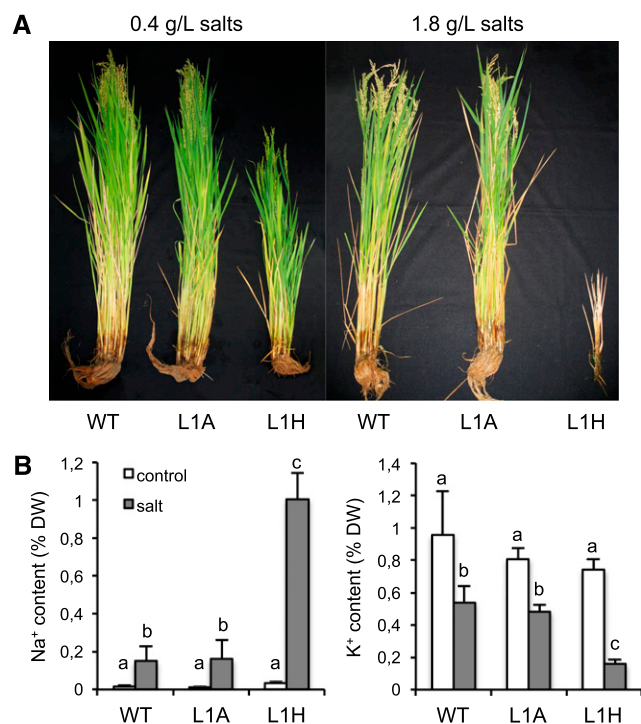 A
0.4 g/L salts 1.8 g/L salts
WT L1A L1H WT L1A L1H
B
Na⁺ content (% DW)
1,2
1
0,8
0,6
0,4
0,2
0
control
salt
a b a b a c
WT L1A L1H
K⁺ content (% DW)
1,4
1,2
1
0,8
0,6
0,4
0,2
0
a b a b a c
WT L1A L1H